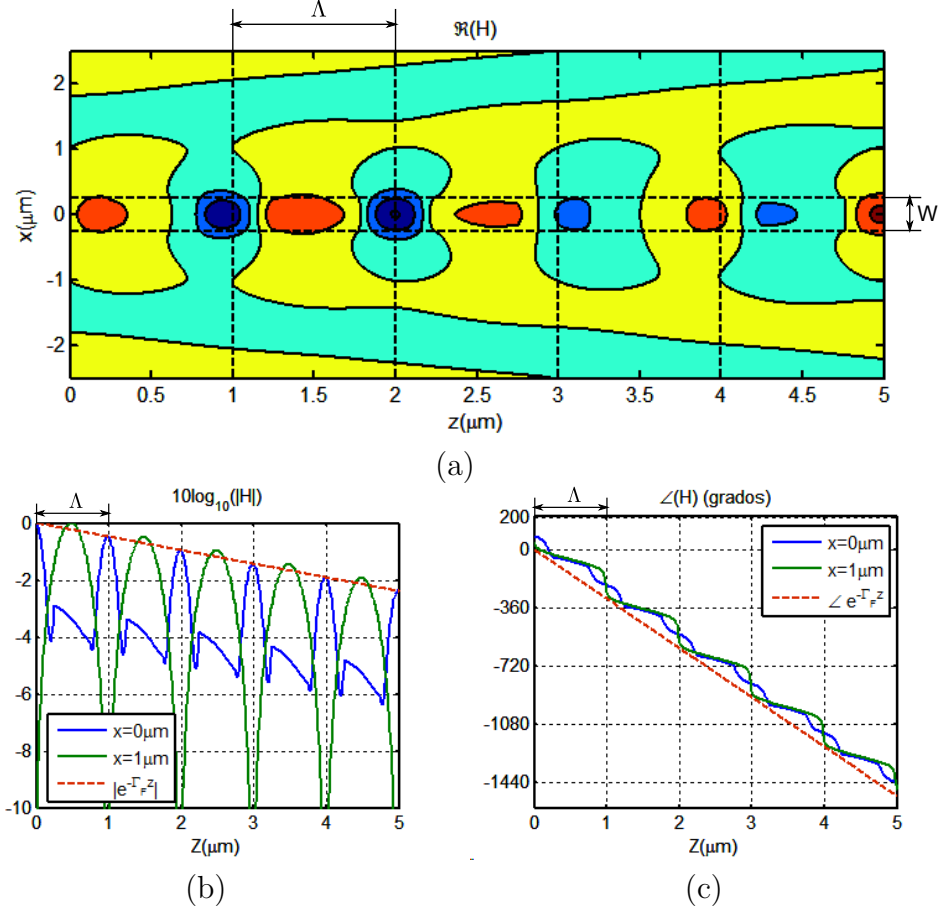 Λ
ℜ(H)
2
1
0
-1
-2
x(μm)
W
0
0.5
1
1.5
2
2.5
3
3.5
4
4.5
5
z(μm)
(a)
Λ
10log10(|H|)
0
-2
-4
-6
-8
-10
x=0μm
x=1μm
|e^-Γ_F z|
0
1
2
3
4
5
Z(μm)
(b)
Λ
∠(H) (grados)
200
0
-360
-720
-1080
-1440
x=0μm
x=1μm
∠ e^-Γ_F z
0
1
2
3
4
5
Z(μm)
(c)